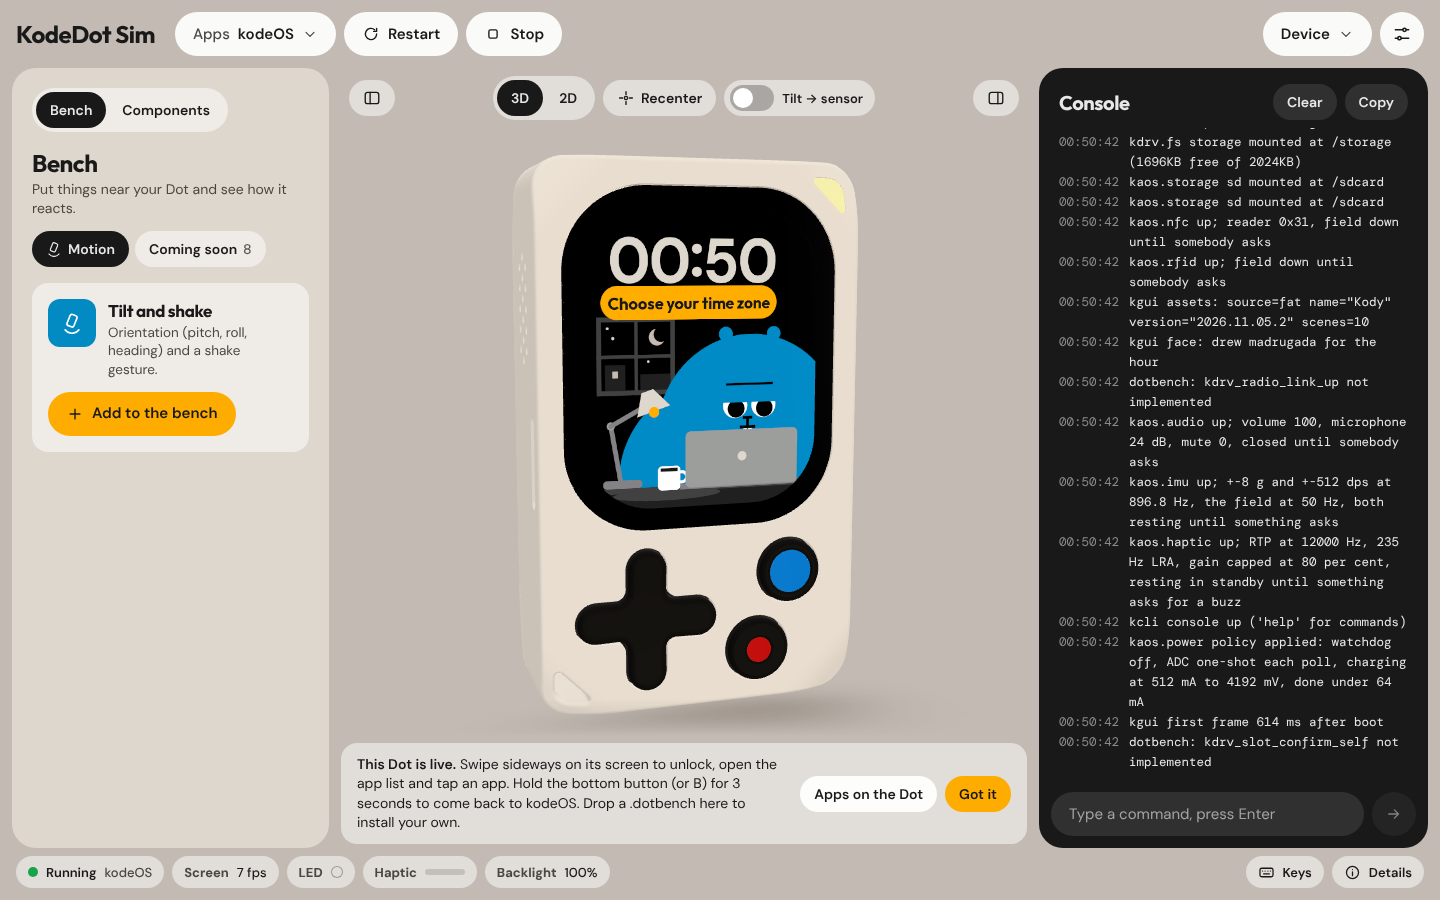 KodeDot Sim
Apps kodeOS
Restart
Stop
Device
Bench
Components
Bench
Put things near your Dot and see how it
reacts.
Motion
Coming soon 8
Tilt and shake
Orientation (pitch, roll,
heading) and a shake
gesture.
Add to the bench
3D
2D
Recenter
Tilt → sensor
00:50
Choose your time zone
This Dot is live. Swipe sideways on its screen to unlock, open the
app list and tap an app. Hold the bottom button (or B) for 3
seconds to come back to kodeOS. Drop a .dotbench here to
install your own.
Apps on the Dot
Got it
Console
Clear
Copy
00:50:42 kdrv.fs storage mounted at /storage
(1696KB free of 2024KB)
00:50:42 kaos.storage sd mounted at /sdcard
00:50:42 kaos.storage sd mounted at /sdcard
00:50:42 kaos.nfc up; reader 0x31, field down
until somebody asks
00:50:42 kaos.rfid up; field down until
somebody asks
00:50:42 kgui assets: source=fat name="Kody"
version="2026.11.05.2" scenes=10
00:50:42 kgui face: drew madrugada for the
hour
00:50:42 dotbench: kdrv_radio_link_up not
implemented
00:50:42 kaos.audio up; volume 100, microphone
24 dB, mute 0, closed until somebody
asks
00:50:42 kaos.imu up; +-8 g and +-512 dps at
896.8 Hz, the field at 50 Hz, both
resting until something asks
00:50:42 kaos.haptic up; RTP at 12000 Hz, 235
Hz LRA, gain capped at 80 per cent,
resting in standby until something
asks for a buzz
00:50:42 kcli console up ('help' for commands)
00:50:42 kaos.power policy applied: watchdog
off, ADC one-shot each poll, charging
at 512 mA to 4192 mV, done under 64
mA
00:50:42 kgui first frame 614 ms after boot
00:50:42 dotbench: kdrv_slot_confirm_self not
implemented
Type a command, press Enter
Running kodeOS
Screen 7 fps
LED
Haptic
Backlight 100%
Keys
Details